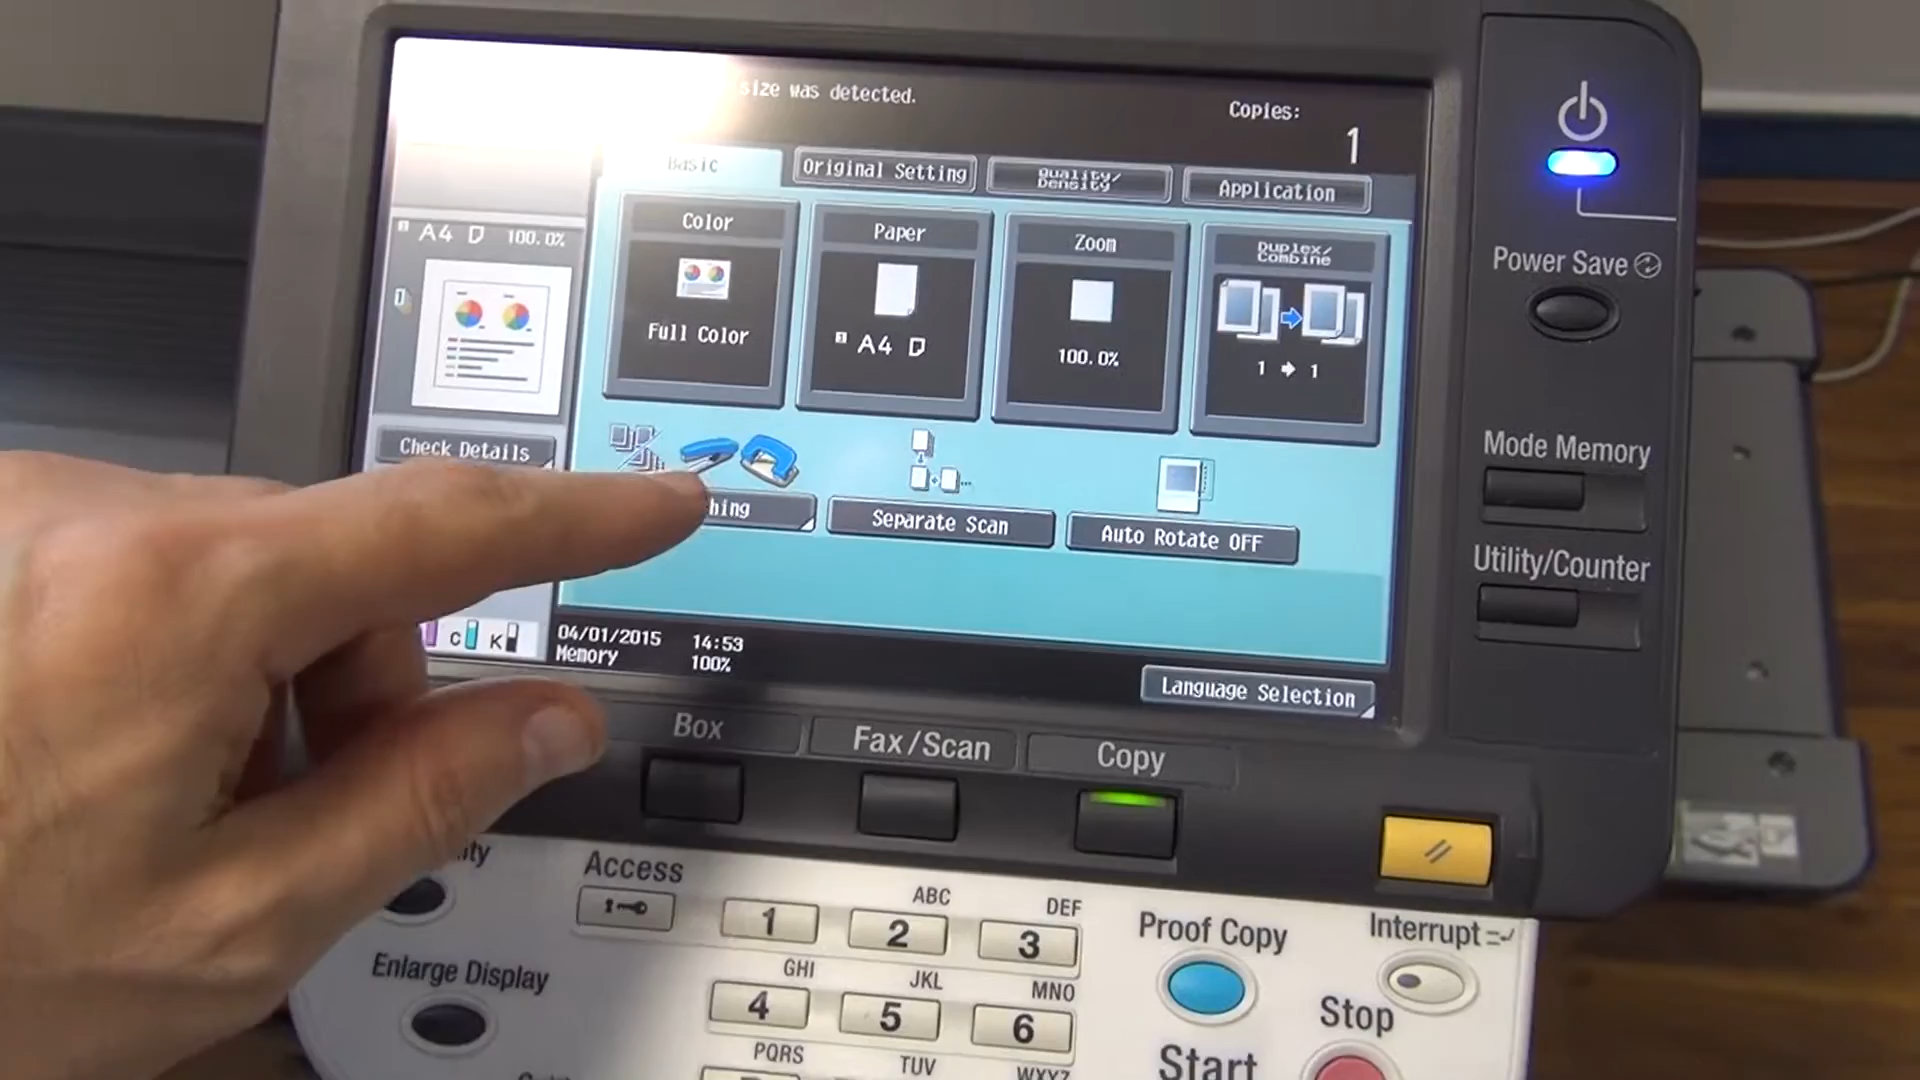 size was detected.
Copies:
1
Basic
Original Setting
Quality/
Density
Application
A4
100.0%
Color
Full Color
Paper
A4
Zoom
100.0%
Duplex/
Combine
1 → 1
Check Details
hing
Separate Scan
Auto Rotate OFF
C
K
04/01/2015
14:53
Memory
100%
Language Selection
Power Save
Mode Memory
Utility/Counter
Box
Fax/Scan
Copy
Access
Enlarge Display
1
ABC
2
DEF
3
GHI
4
JKL
5
MNO
6
PQRS
TUV
WXYZ
Proof Copy
Interrupt
Stop
Start